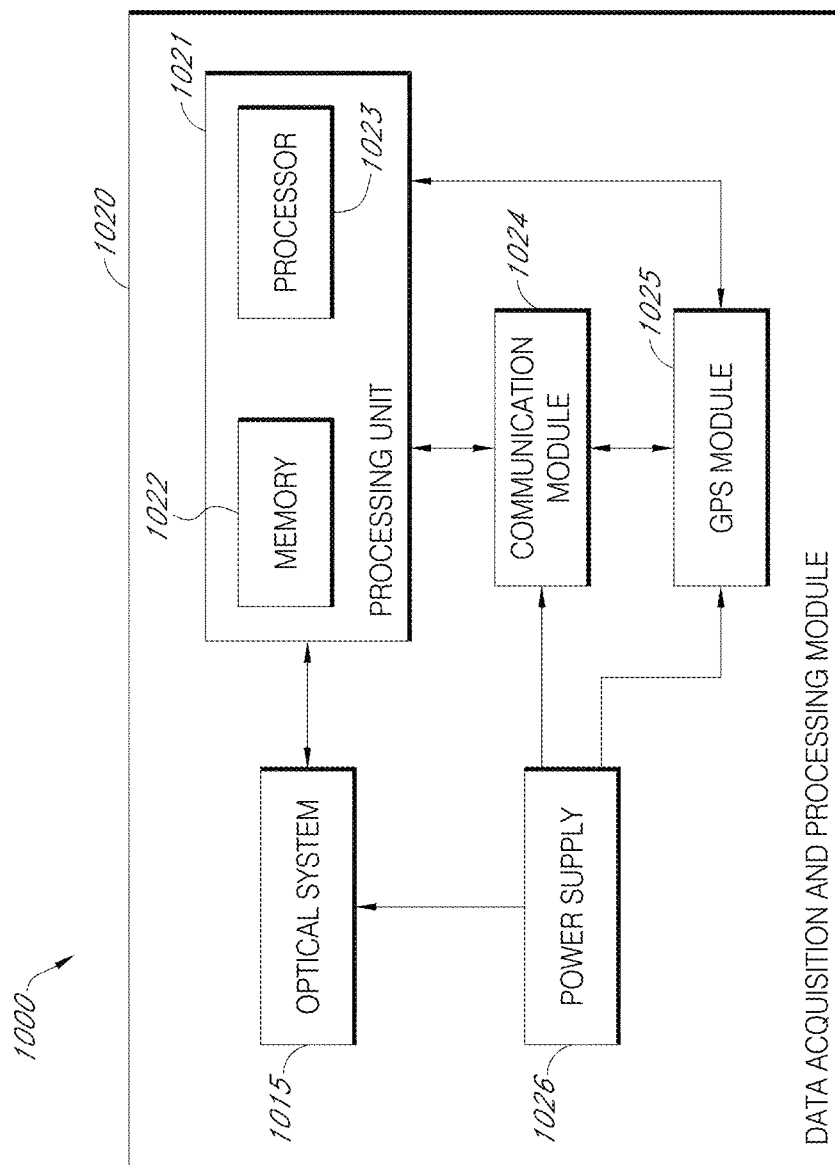 1000
1020
1021
1022
MEMORY
PROCESSOR
1023
PROCESSING UNIT
1015
OPTICAL SYSTEM
1024
COMMUNICATION
MODULE
1026
POWER SUPPLY
1025
GPS MODULE
DATA ACQUISITION AND PROCESSING MODULE